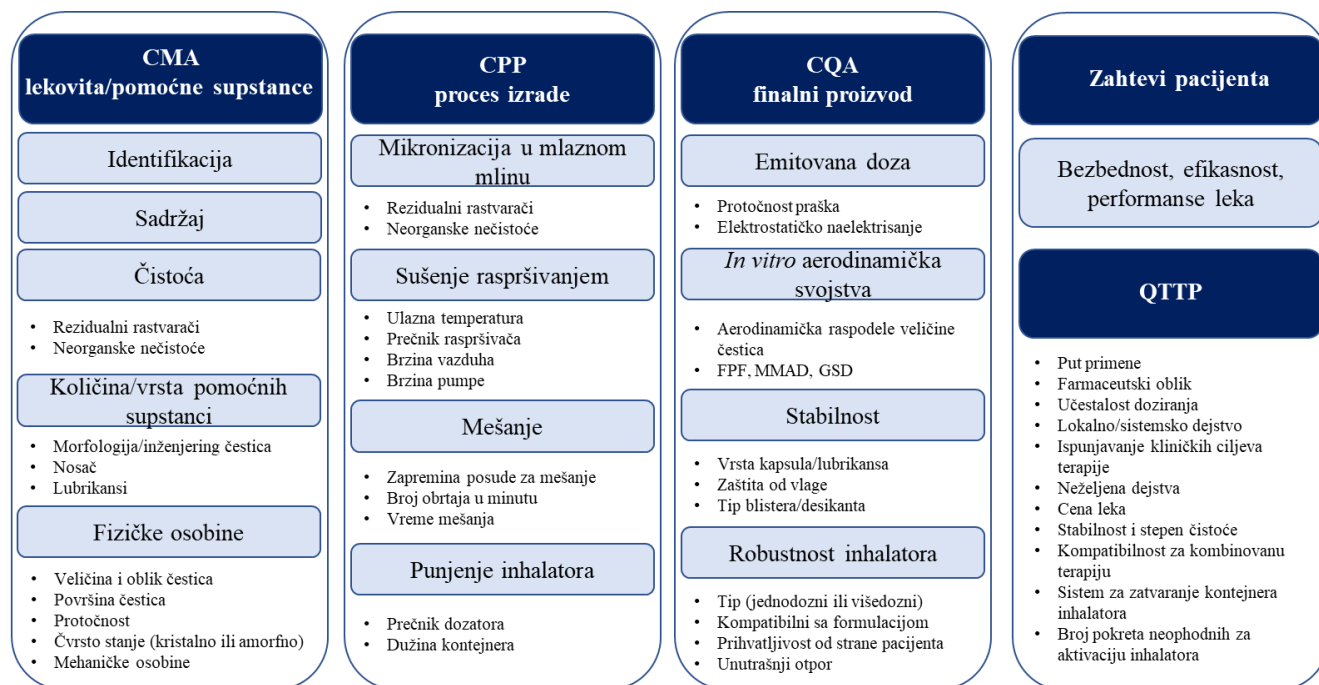 CMA
lekovita/pomoćne supstance
Identifikacija
Sadržaj
Čistoća
• Rezidualni rastvarači
• Neorganske nečistoće
Količina/vrsta pomoćnih
supstanci
• Morfologija/inženjering čestica
• Nosač
• Lubrikansi
Fizičke osobine
• Veličina i oblik čestica
• Površina čestica
• Protočnost
• Čvrsto stanje (kristalno ili amorfno)
• Mehaničke osobine
CPP
proces izrade
Mikronizacija u mlaznom
mlinu
• Rezidualni rastvarači
• Neorganske nečistoće
Sušenje raspršivanjem
• Ulazna temperatura
• Prečnik raspršivača
• Brzina vazduha
• Brzina pumpe
Mešanje
• Zapremina posude za mešanje
• Broj obrtaja u minutu
• Vreme mešanja
Punjenje inhalatora
• Prečnik dozatora
• Dužina kontejnera
CQA
finalni proizvod
Emitovana doza
• Protočnost praška
• Elektrostatičko naelektrisanje
In vitro aerodinamička
svojstva
• Aerodinamička raspodele veličine
čestica
• FPF, MMAD, GSD
Stabilnost
• Vrsta kapsula/lubrikansa
• Zaštita od vlage
• Tip blistera/desikanta
Robustnost inhalatora
• Tip (jednodozni ili višedozni)
• Kompatibilni sa formulacijom
• Prihvatljivost od strane pacijenta
• Unutrašnji otpor
Zahtevi pacijenta
Bezbednost, efikasnost,
performanse leka
QTTP
• Put primene
• Farmaceutski oblik
• Učestalost doziranja
• Lokalno/sistemsko dejstvo
• Ispunjavanje kliničkih ciljeva
terapije
• Neželjena dejstva
• Cena leka
• Stabilnost i stepen čistoće
• Kompatibilnost za kombinovanu
terapiju
• Sistem za zatvaranje kontejnera
inhalatora
• Broj pokreta neophodnih za
aktivaciju inhalatora